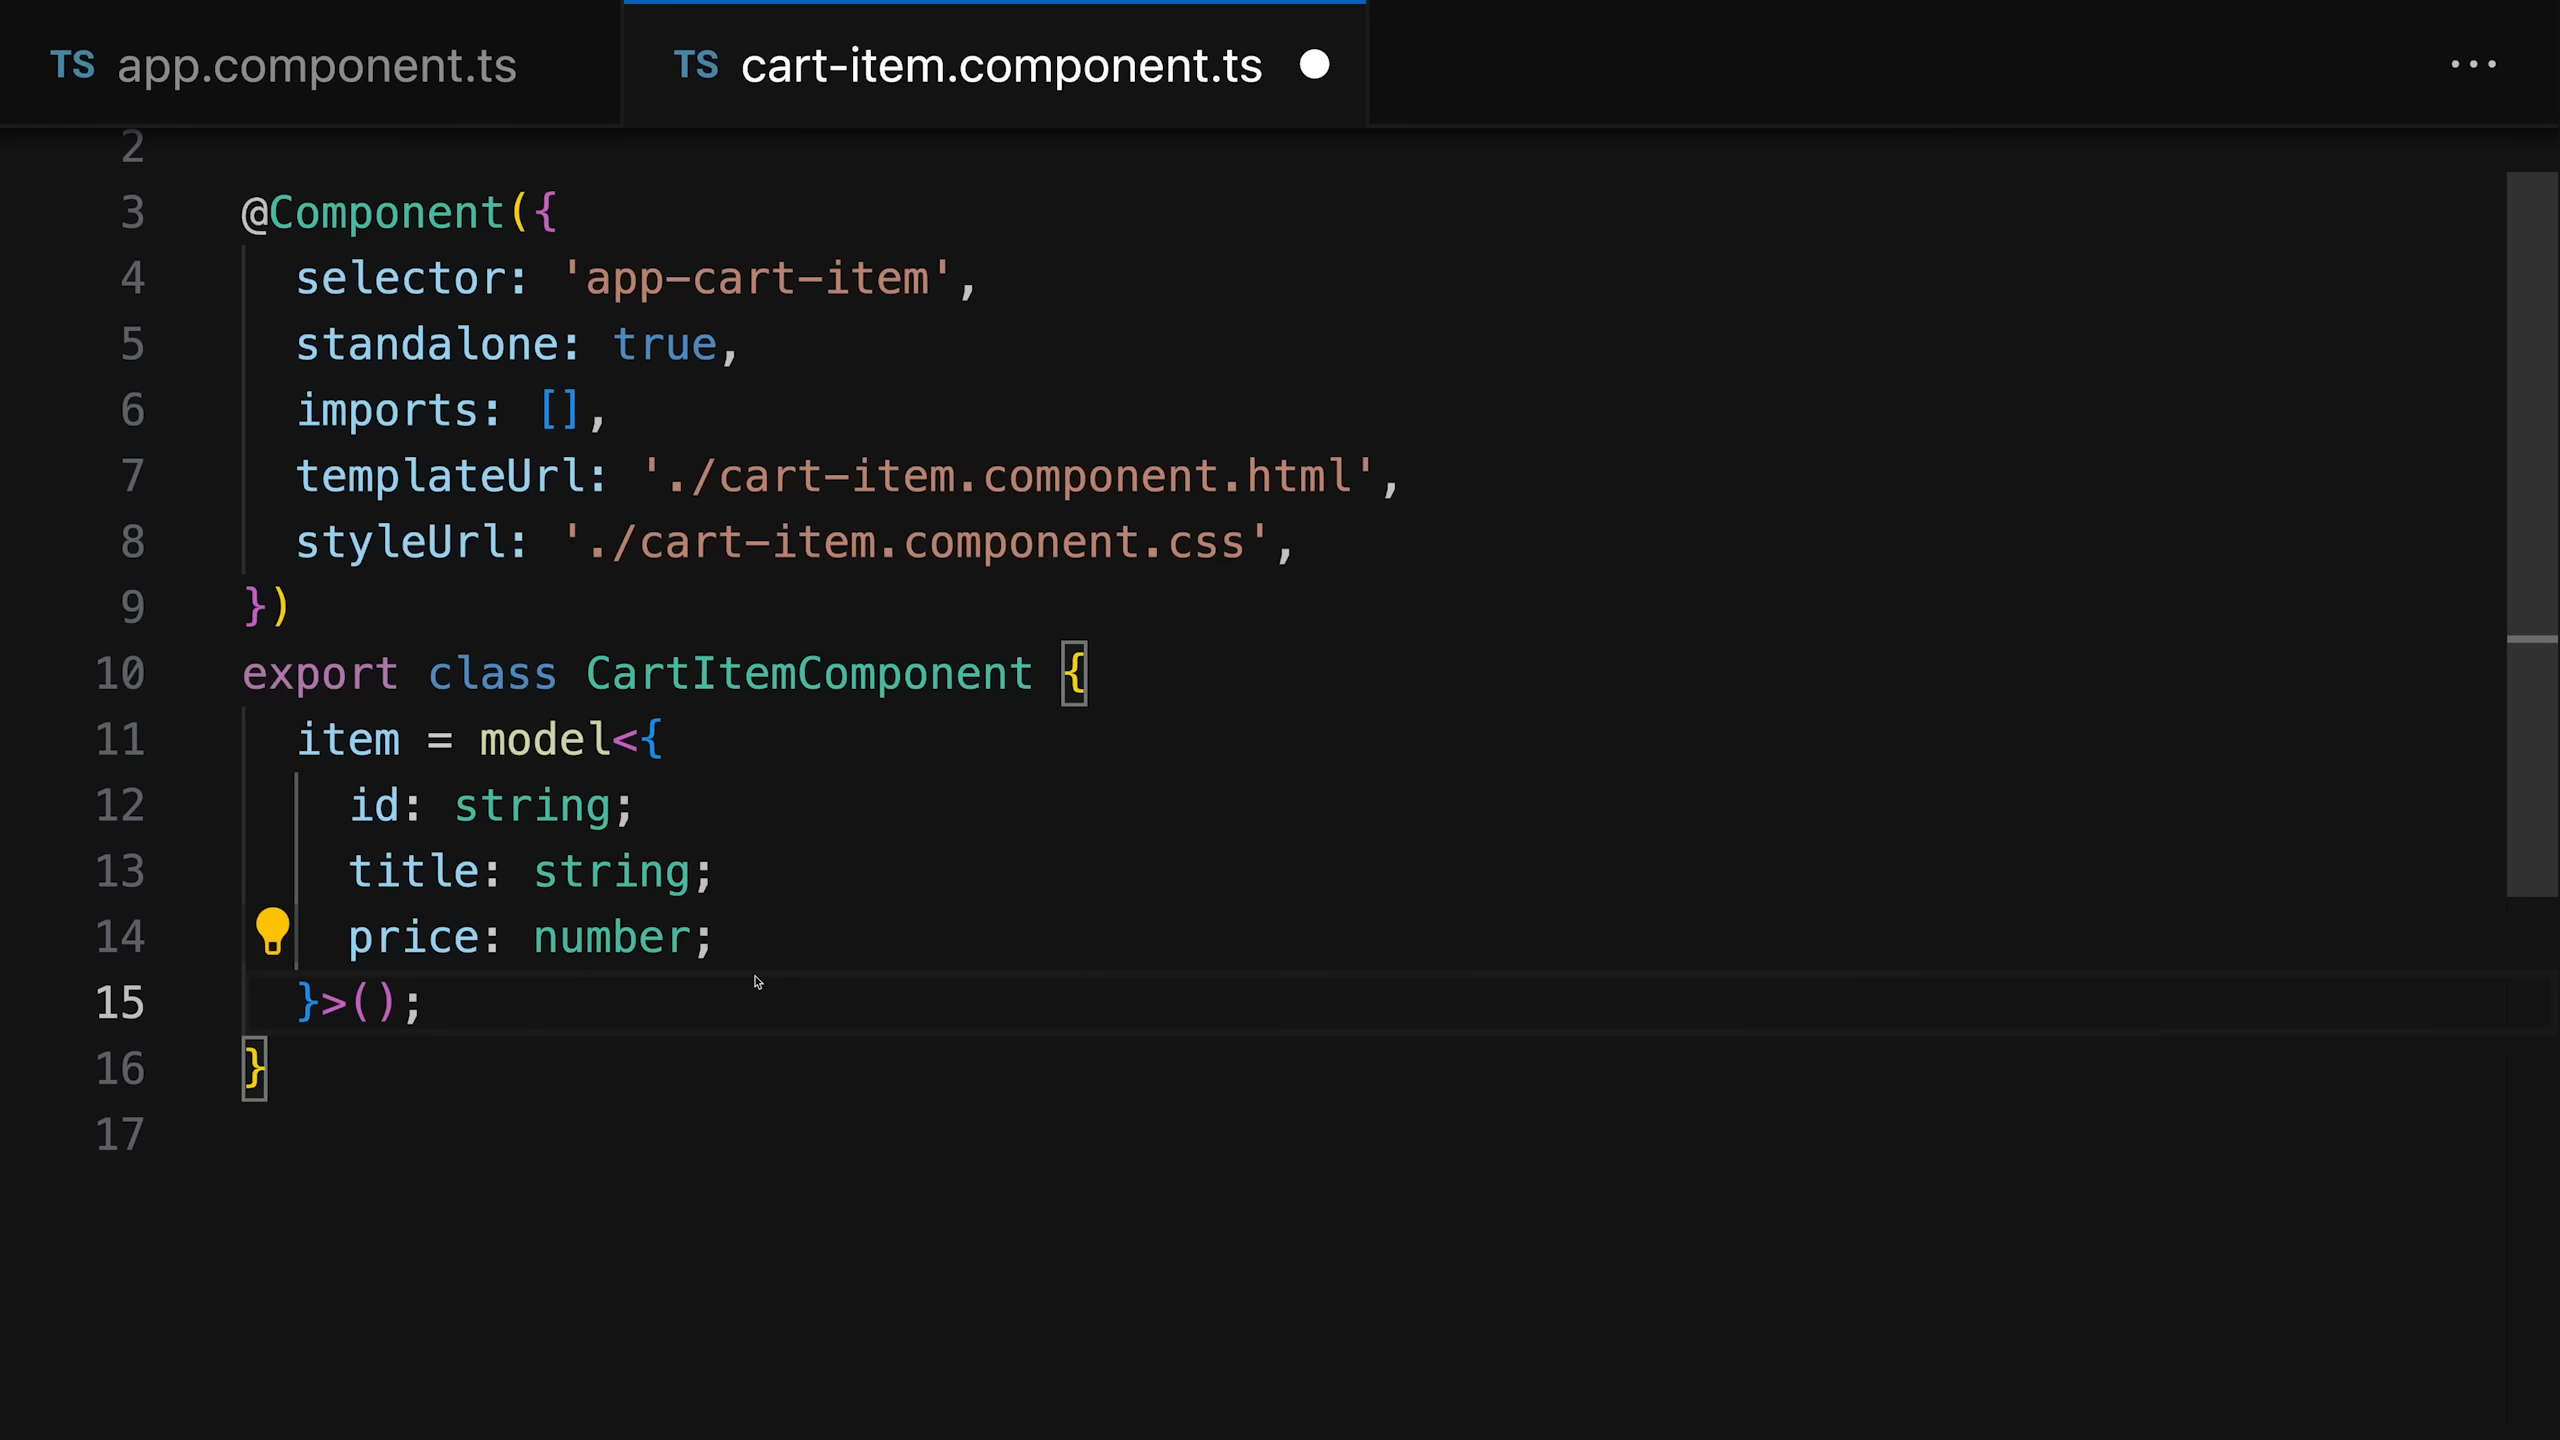 TS app.component.ts TS cart-item.component.ts ...
2
3 @Component({
4 selector: 'app-cart-item',
5 standalone: true,
6 imports: [],
7 templateUrl: './cart-item.component.html',
8 styleUrl: './cart-item.component.css',
9 })
10 export class CartItemComponent {
11 item = model<{
12 id: string;
13 title: string;
14 price: number;
15 }>();
16 }
17